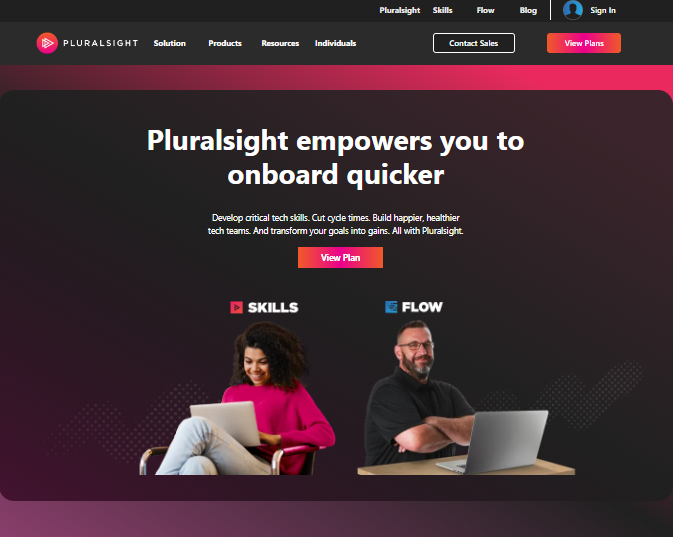 Pluralsight Skills Flow Blog Sign In
PLURALSIGHT Solution Products Resources Individuals Contact Sales View Plans
Pluralsight empowers you to
onboard quicker
Develop critical tech skills. Cut cycle times. Build happier, healthier
tech teams. And transform your goals into gains. All with Pluralsight.
View Plan
SKILLS FLOW